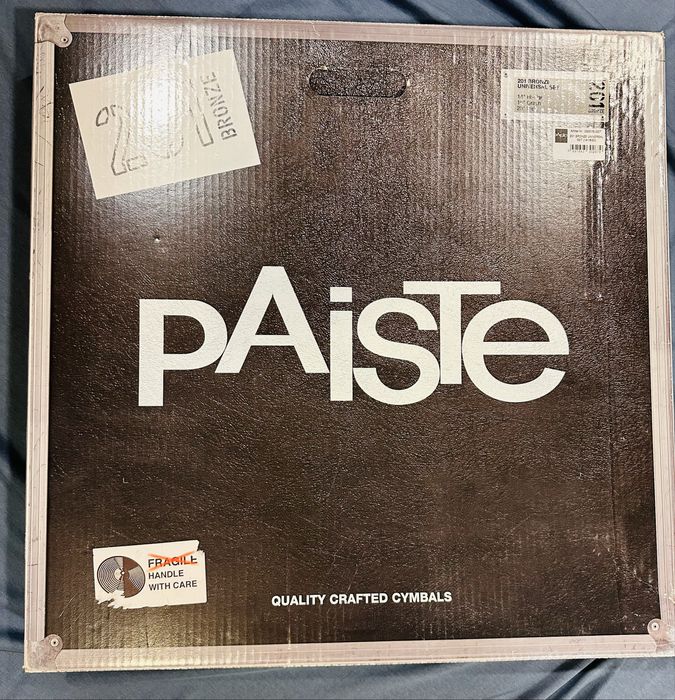 201
BRONZE
201 BRONZE
UNIVERSAL SET
201
PAiSTe
FRAGILE
HANDLE
WITH CARE
QUALITY CRAFTED CYMBALS